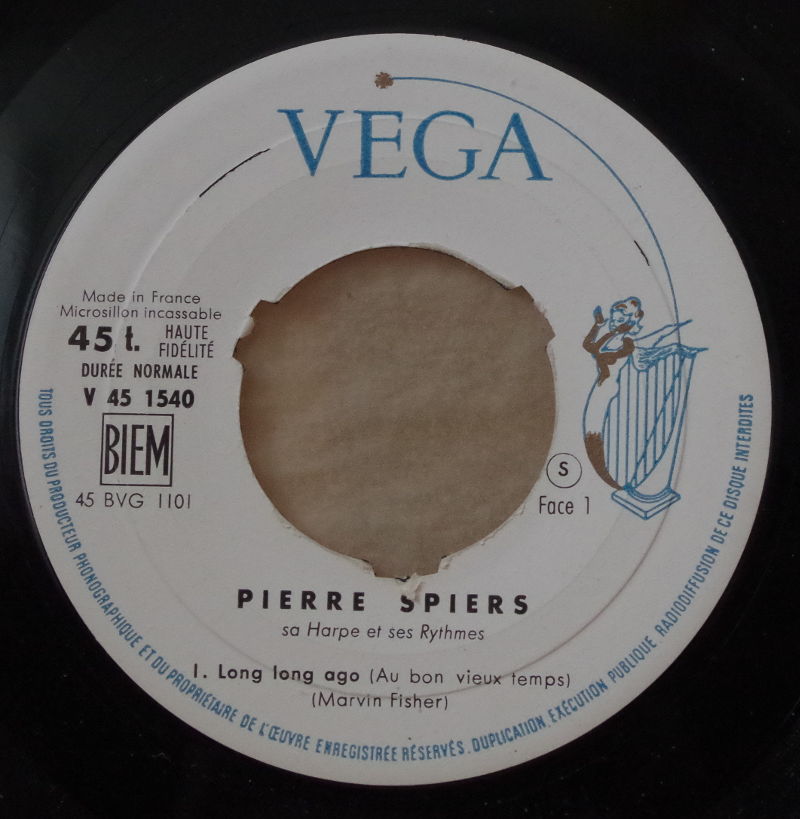 VEGA
Made in France
Microsillon incassable
45 t. HAUTE FIDÉLITÉ
DURÉE NORMALE
V 45 1540
BIEM
45 BVG 1101
S
Face 1
PIERRE SPIERS
sa Harpe et ses Rythmes
1. Long long ago (Au bon vieux temps)
(Marvin Fisher)
TOUS DROITS DU PRODUCTEUR PHONOGRAPHIQUE ET DU PROPRIÉTAIRE DE L'ŒUVRE ENREGISTRÉE RÉSERVÉS. DUPLICATION, EXÉCUTION PUBLIQUE, RADIODIFFUSION DE CE DISQUE INTERDITES